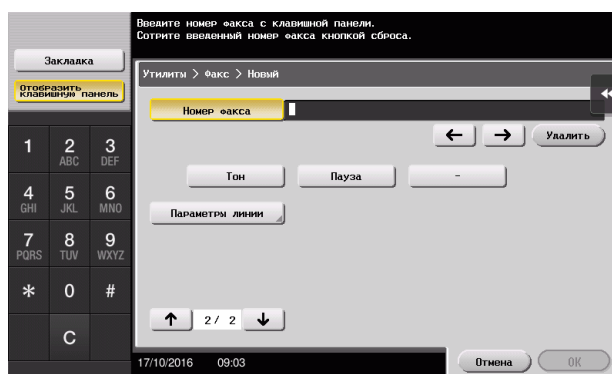 Введите номер факса с клавишной панели.
Сотрите введенный номер факса кнопкой сброса.
Закладка
Отобразить
клавишную панель
Утилиты > Факс > Новый
Номер факса
Удалить
1
2
ABC
3
DEF
Тон
Пауза
-
4
GHI
5
JKL
6
MNO
Параметры линии
7
PQRS
8
TUV
9
WXYZ
*
0
#
2/ 2
C
17/10/2016 09:03
Отмена
OK